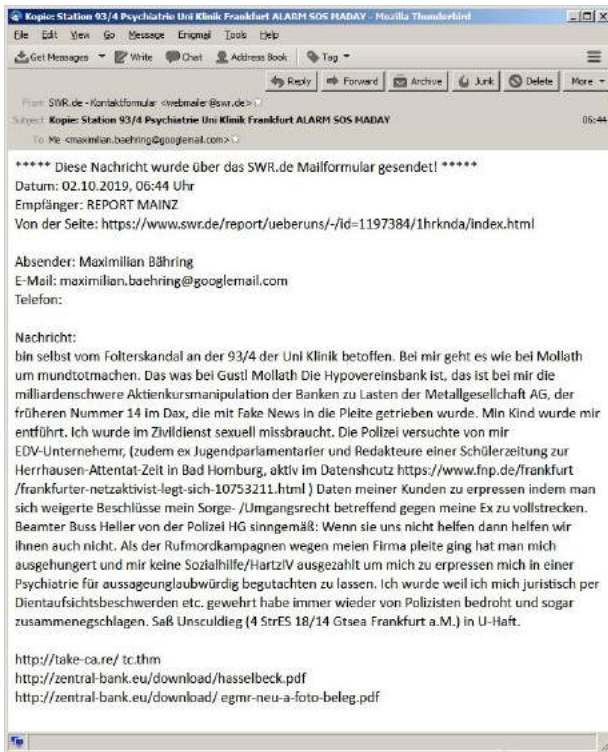 Kopie: Station 93/4 Psychiatrie Uni Klinik Frankfurt ALARM SOS MADAY - Mozilla Thunderbird
File Edit View Go Message Enigmail Tools Help
Get Messages Write Chat Address Book Tag
Reply Forward Archive Junk Delete More
From SWR.de - Kontaktformular <webmailer@swr.de>
Subject Kopie: Station 93/4 Psychiatrie Uni Klinik Frankfurt ALARM SOS MADAY 06:44
To Me <maximilian.baehring@googlemail.com>
***** Diese Nachricht wurde über das SWR.de Mailformular gesendet! *****
Datum: 02.10.2019, 06:44 Uhr
Empfänger: REPORT MAINZ
Von der Seite: https://www.swr.de/report/ueberuns/-/id=1197384/1hrknda/index.html
Absender: Maximilian Bähring
E-Mail: maximilian.baehring@googlemail.com
Telefon:
Nachricht:
bin selbst vom Folterskandal an der 93/4 der Uni Klinik betoffen. Bei mir geht es wie bei Mollath
um mundtotmachen. Das was bei Gustl Mollath Die Hypovereinsbank ist, das ist bei mir die
milliardenschwere Aktienkursmanipulation der Banken zu Lasten der Metallgesellchaft AG, der
früheren Nummer 14 im Dax, die mit Fake News in die Pleite getrieben wurde. Min Kind wurde mir
entführt. Ich wurde im Zivildienst sexuell missbraucht. Die Polizei versuchte von mir
EDV-Unternehemr, (zudem ex Jugendparlamentarier und Redakteure einer Schülerzeitung zur
Herrhausen-Attentat-Zeit in Bad Homburg, aktiv im Datenshcutz https://www.fnp.de/frankfurt
/frankfurter-netzaktivist-legt-sich-10753211.html ) Daten meiner Kunden zu erpressen indem man
sich weigerte Beschlüsse mein Sorge- /Umgangsrecht betreffend gegen meine Ex zu vollstrecken.
Beamter Buss Heller von der Polizei HG sinngemäß: Wenn sie uns nicht helfen dann helfen wir
ihnen auch nicht. Als der Rufmordkampagnen wegen meien Firma pleite ging hat man mich
ausgehungert und mir keine Sozialhilfe/HartzIV ausgezahlt um mich zu erpressen mich in einer
Psychiatrie für aussageunglaubwürdig begutachten zu lassen. Ich wurde weil ich mich juristisch per
Dientaufsichtsbeschwerden etc. gewehrt habe immer wieder von Polizisten bedroht und sogar
zusammenegschlagen. Saß Unsculdieg (4 StrES 18/14 Gtsea Frankfurt a.M.) in U-Haft.
http://take-ca.re/ tc.thm
http://zentral-bank.eu/download/hasselbeck.pdf
http://zentral-bank.eu/download/ egmr-neu-a-foto-beleg.pdf